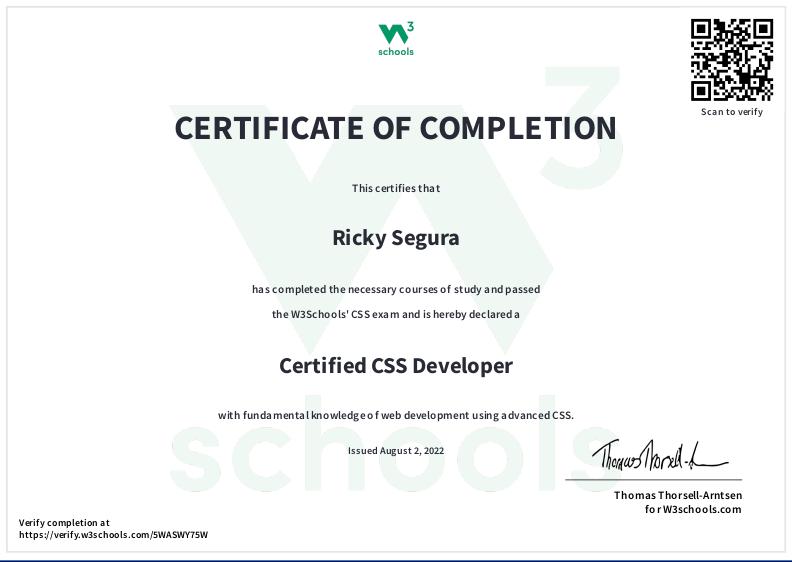 W3
schools
Scan to verify
CERTIFICATE OF COMPLETION
This certifies that
Ricky Segura
has completed the necessary courses of study and passed
the W3Schools' CSS exam and is hereby declared a
Certified CSS Developer
with fundamental knowledge of web development using advanced CSS.
Issued August 2, 2022
Thomas Thorsell-A
Thomas Thorsell-Arntsen
for W3schools.com
Verify completion at
https://verify.w3schools.com/5WASWY75W
W3
schools